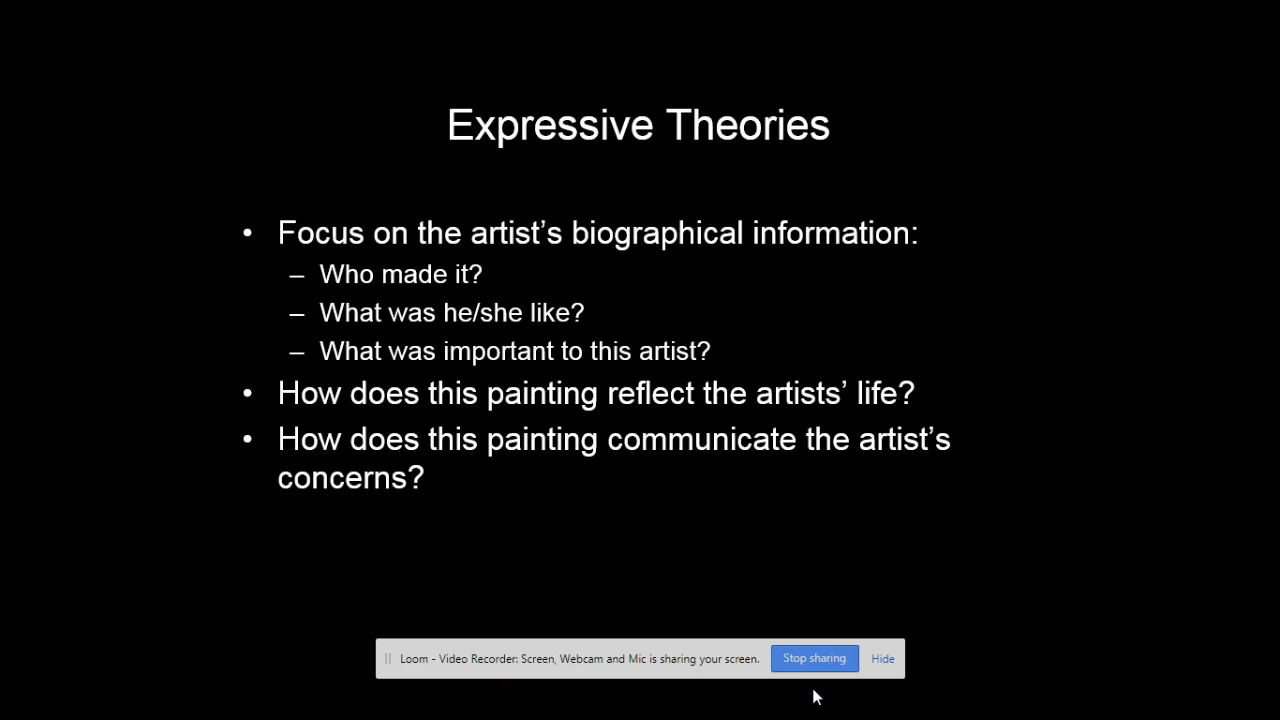 Expressive Theories
• Focus on the artist’s biographical information:
– Who made it?
– What was he/she like?
– What was important to this artist?
• How does this painting reflect the artists’ life?
• How does this painting communicate the artist’s
concerns?
Loom - Video Recorder: Screen, Webcam and Mic is sharing your screen. Stop sharing Hide